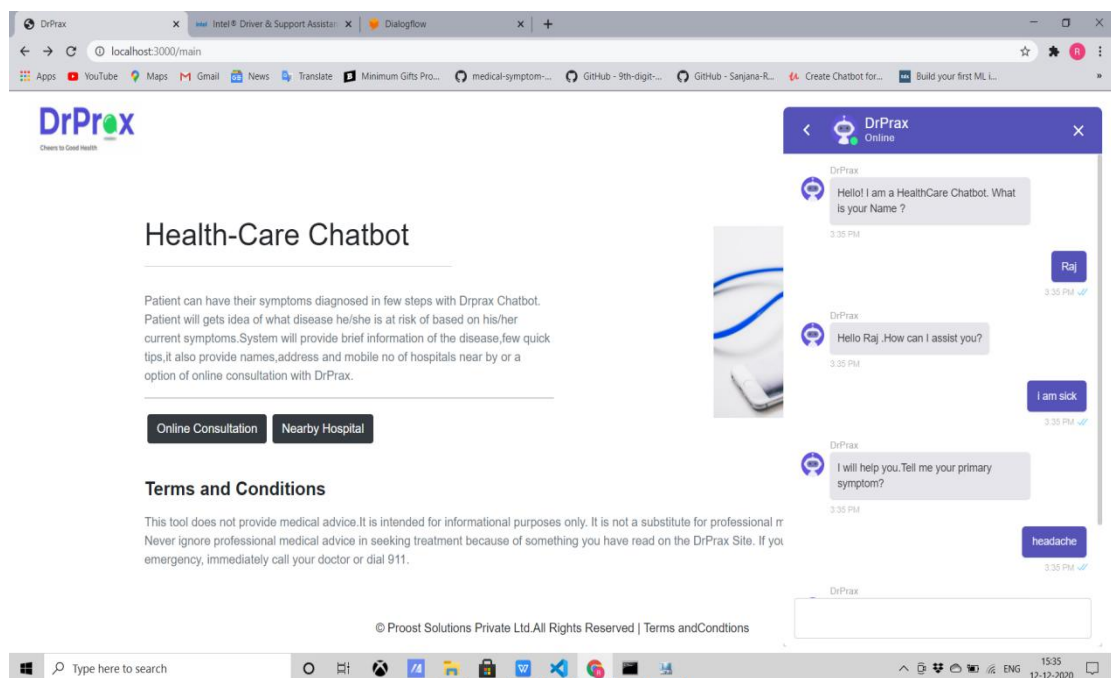 DrPrax
intel Intel® Driver & Support Assistan
Dialogflow
localhost:3000/main
R
Apps
YouTube
Maps
Gmail
News
Translate
Minimum Gifts Pro...
medical-symptom-...
GitHub - 9th-digit-...
GitHub - Sanjana-R...
Create Chatbot for...
Build your first ML i...
»
DrPrax
Cheers to Good Health
Health-Care Chatbot
Patient can have their symptoms diagnosed in few steps with Drprax Chatbot.
Patient will gets idea of what disease he/she is at risk of based on his/her
current symptoms.System will provide brief information of the disease,few quick
tips,it also provide names,address and mobile no of hospitals near by or a
option of online consultation with DrPrax.
Online Consultation
Nearby Hospital
Terms and Conditions
This tool does not provide medical advice.It is intended for informational purposes only. It is not a substitute for professional m
Never ignore professional medical advice in seeking treatment because of something you have read on the DrPrax Site. If you
emergency, immediately call your doctor or dial 911.
© Proost Solutions Private Ltd.All Rights Reserved | Terms andCondtions
DrPrax
Online
DrPrax
Hello! I am a HealthCare Chatbot. What
is your Name ?
3:35 PM
Raj
3:35 PM
DrPrax
Hello Raj .How can I assist you?
3:35 PM
i am sick
3:35 PM
DrPrax
I will help you.Tell me your primary
symptom?
3:35 PM
headache
3:35 PM
DrPrax
Type here to search
ENG
15:35
12-12-2020